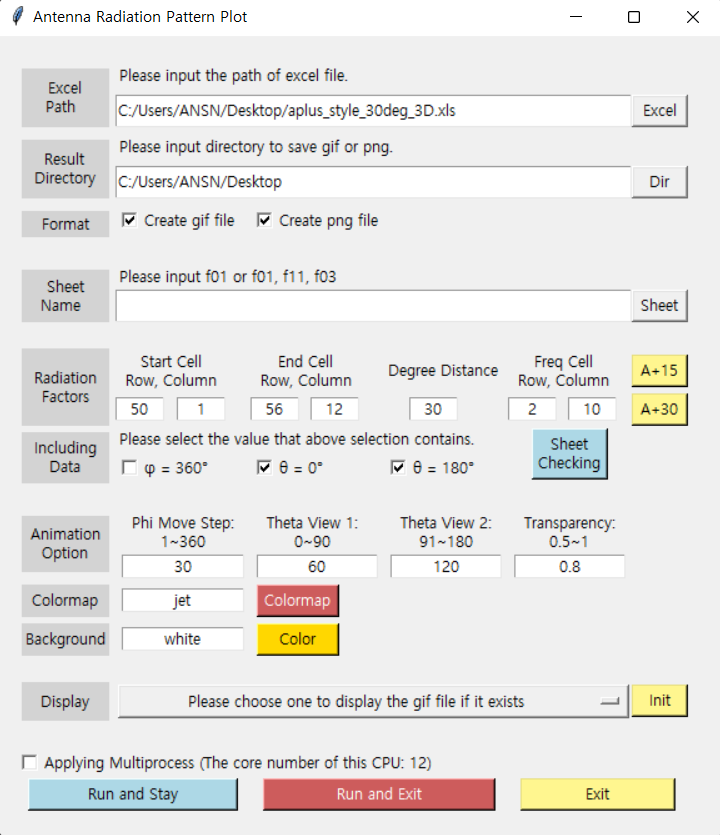 Antenna Radiation Pattern Plot
Excel Path
Please input the path of excel file.
C:/Users/ANSN/Desktop/aplus_style_30deg_3D.xls
Excel
Result Directory
Please input directory to save gif or png.
C:/Users/ANSN/Desktop
Dir
Format
Create gif file
Create png file
Sheet Name
Please input f01 or f01, f11, f03
Sheet
Radiation Factors
Start Cell
Row, Column
End Cell
Row, Column
Degree Distance
Freq Cell
Row, Column
A+15
50
1
56
12
30
2
10
A+30
Including Data
Please select the value that above selection contains.
φ = 360°
θ = 0°
θ = 180°
Sheet Checking
Animation Option
Phi Move Step:
1~360
Theta View 1:
0~90
Theta View 2:
91~180
Transparency:
0.5~1
30
60
120
0.8
Colormap
jet
Colormap
Background
white
Color
Display
Please choose one to display the gif file if it exists
Init
Applying Multiprocess (The core number of this CPU: 12)
Run and Stay
Run and Exit
Exit